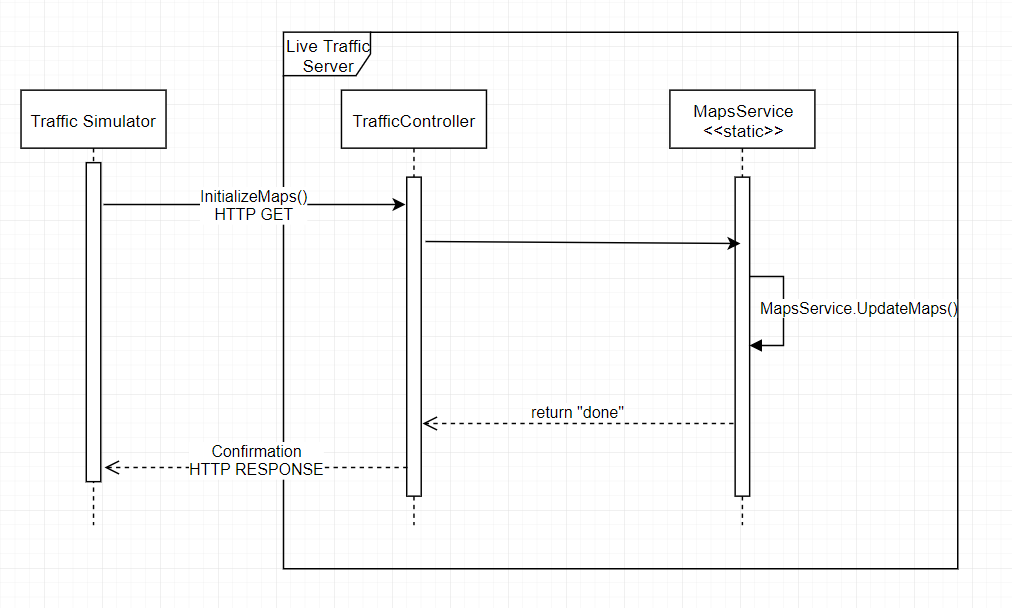 Live Traffic
Server
Traffic Simulator
TrafficController
MapsService
<<static>>
InitializeMaps()
HTTP GET
MapsService.UpdateMaps()
return "done"
Confirmation
HTTP RESPONSE